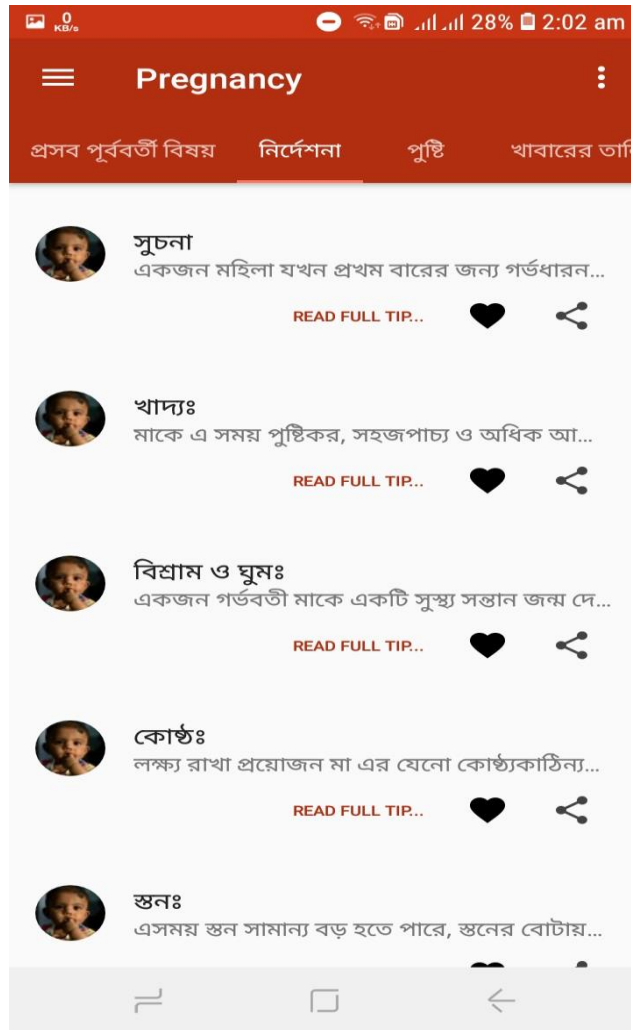 0
KB/s
28% 2:02 am
Pregnancy
প্রসব পূর্ববর্তী বিষয় নির্দেশনা পুষ্টি খাবারের
সুচনা
একজন মহিলা যখন প্রথম বারের জন্য গর্ভধারন...
READ FULL TIP...
খাদ্যঃ
মাকে এ সময় পুষ্টিকর, সহজপাচ্য ও অধিক আ...
READ FULL TIP...
বিশ্রাম ও ঘুমঃ
একজন গর্ভবতী মাকে একটি সুস্থ্য সন্তান জন্ম দে...
READ FULL TIP...
কোষ্ঠঃ
লক্ষ্য রাখা প্রয়োজন মা এর যেনো কোষ্ঠ্যকাঠিন্য...
READ FULL TIP...
স্তনঃ
এসময় স্তন সামান্য বড় হতে পারে, স্তনের বোটায়...